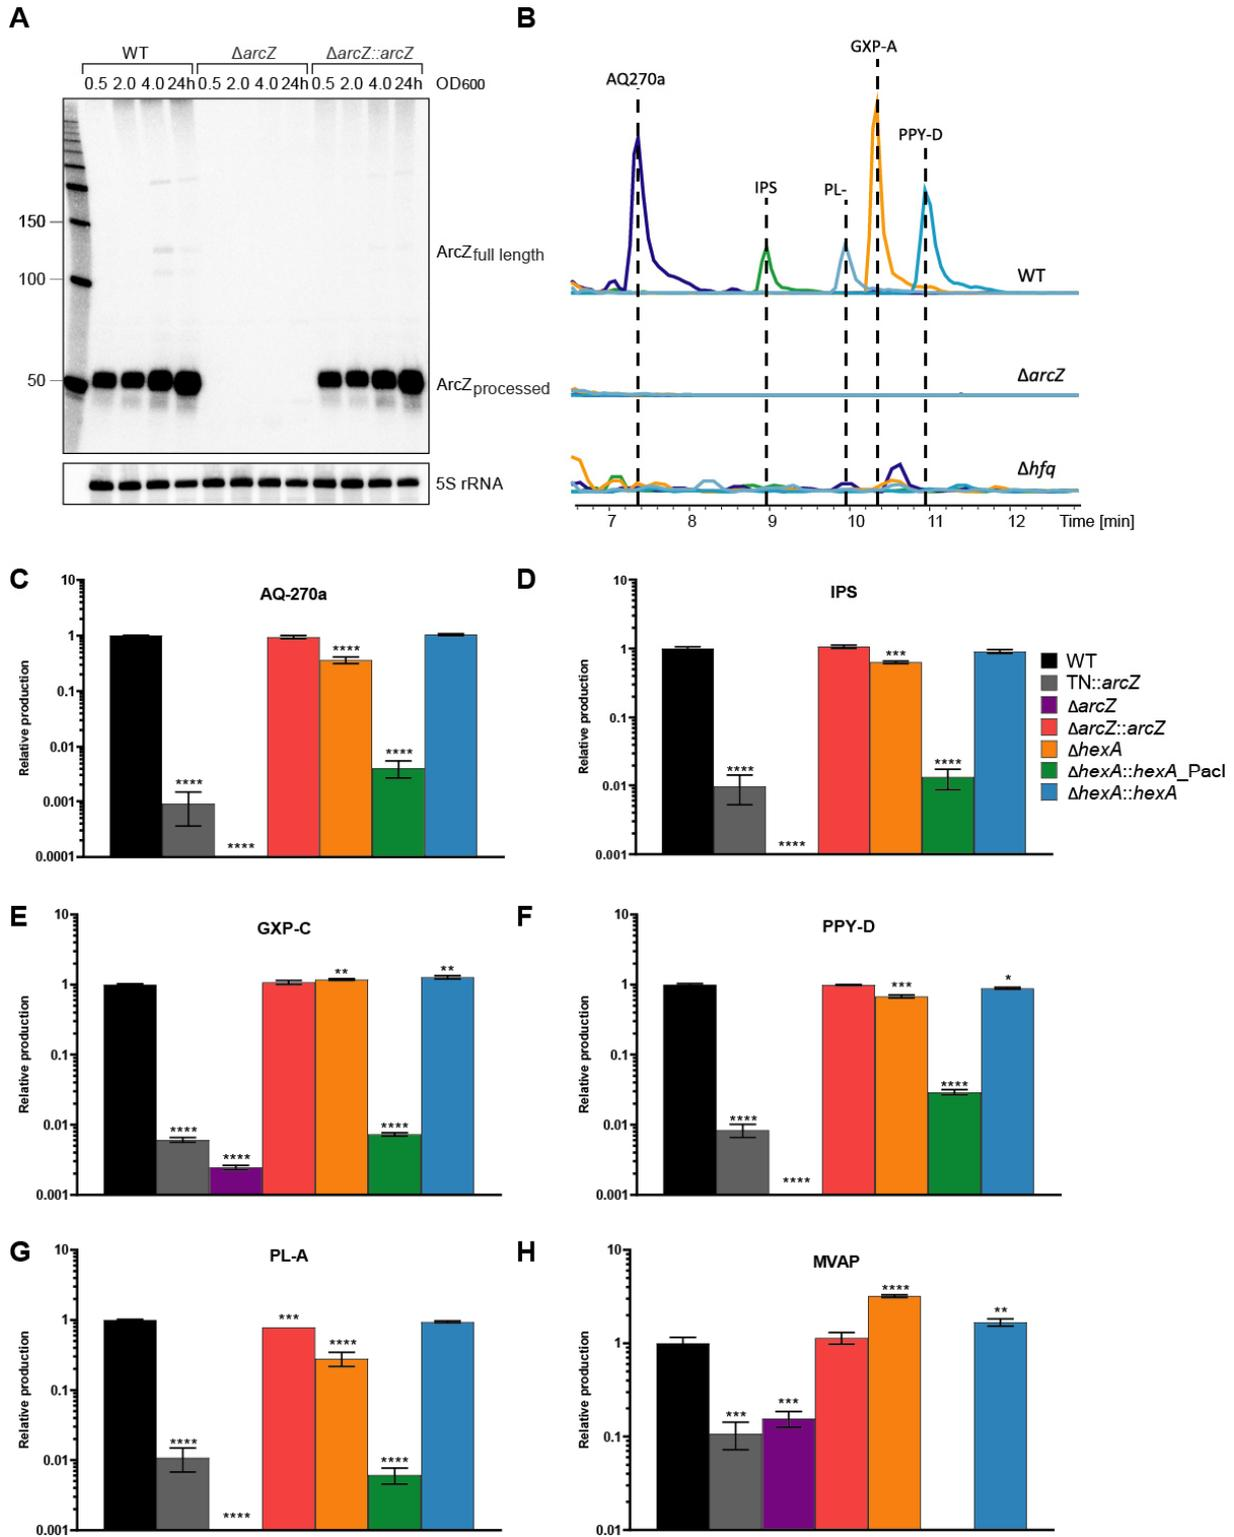 A
WT ΔarcZ ΔarcZ::arcZ
0.5 2.0 4.0 24h 0.5 2.0 4.0 24h 0.5 2.0 4.0 24h OD600
150
ArcZfull length
100
50
ArcZprocessed
5S rRNA
B
GXP-A
AQ270a
PPY-D
IPS PL-
WT
ΔarcZ
Δhfq
7 8 9 10 11 12 Time [min]
C
AQ-270a
Relative production
10
1
0.1
0.01
0.001
0.0001
**** **** **** ****
D
IPS
Relative production
10
1
0.1
0.01
0.001
**** **** *** ****
WT
TN::arcZ
ΔarcZ
ΔarcZ::arcZ
ΔhexA
ΔhexA::hexA_PacI
ΔhexA::hexA
E
GXP-C
Relative production
10
1
0.1
0.01
0.001
**** **** ** **** **
F
PPY-D
Relative production
10
1
0.1
0.01
0.001
**** **** *** **** *
G
PL-A
Relative production
10
1
0.1
0.01
0.001
**** **** *** **** ****
H
MVAP
Relative production
10
1
0.1
0.01
*** *** **** **